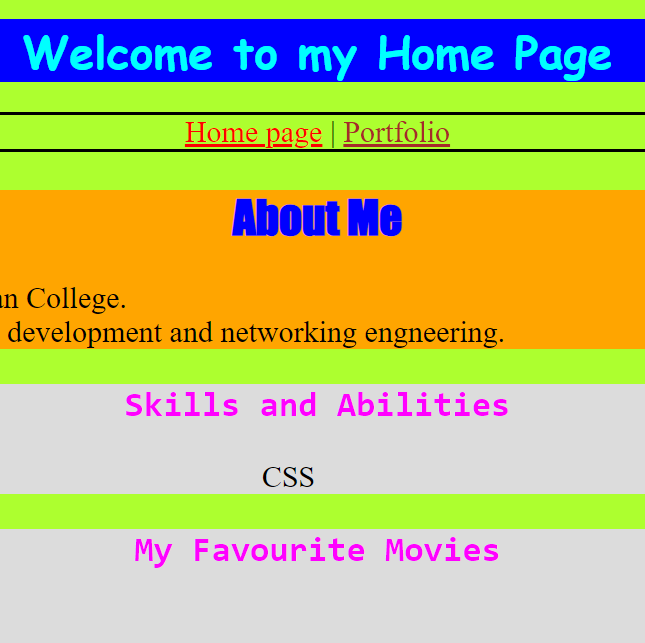 Welcome to my Home Page
Home page | Portfolio
About Me
College.
development and networking engneering.
Skills and Abilities
CSS
My Favourite Movies